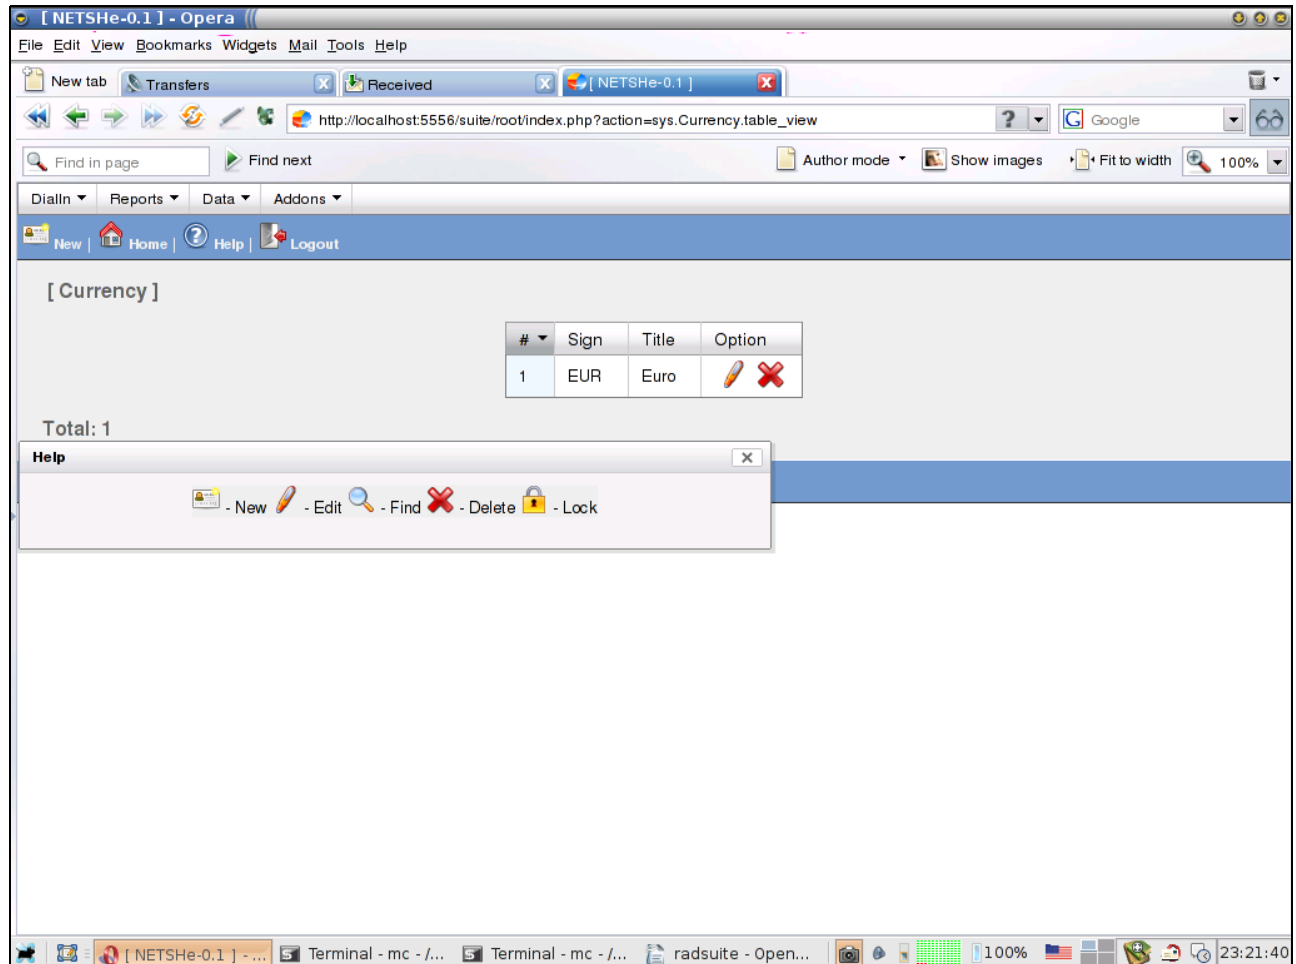 [ NETSHe-0.1 ] - Opera
File Edit View Bookmarks Widgets Mail Tools Help
New tab Transfers Received [ NETSHe-0.1 ]
http://localhost:5556/suite/root/index.php?action=sys.Currency.table_view ? G Google
Find in page Find next Author mode Show images Fit to width 100%
DialIn Reports Data Addons
New | Home | Help | Logout
[ Currency ]
# Sign Title Option
1 EUR Euro
Total: 1
Help
- New - Edit - Find - Delete - Lock
[ NETSHe-0.1 ] - ... Terminal - mc - /... Terminal - mc - /... radsuite - Open... 100% 23:21:40